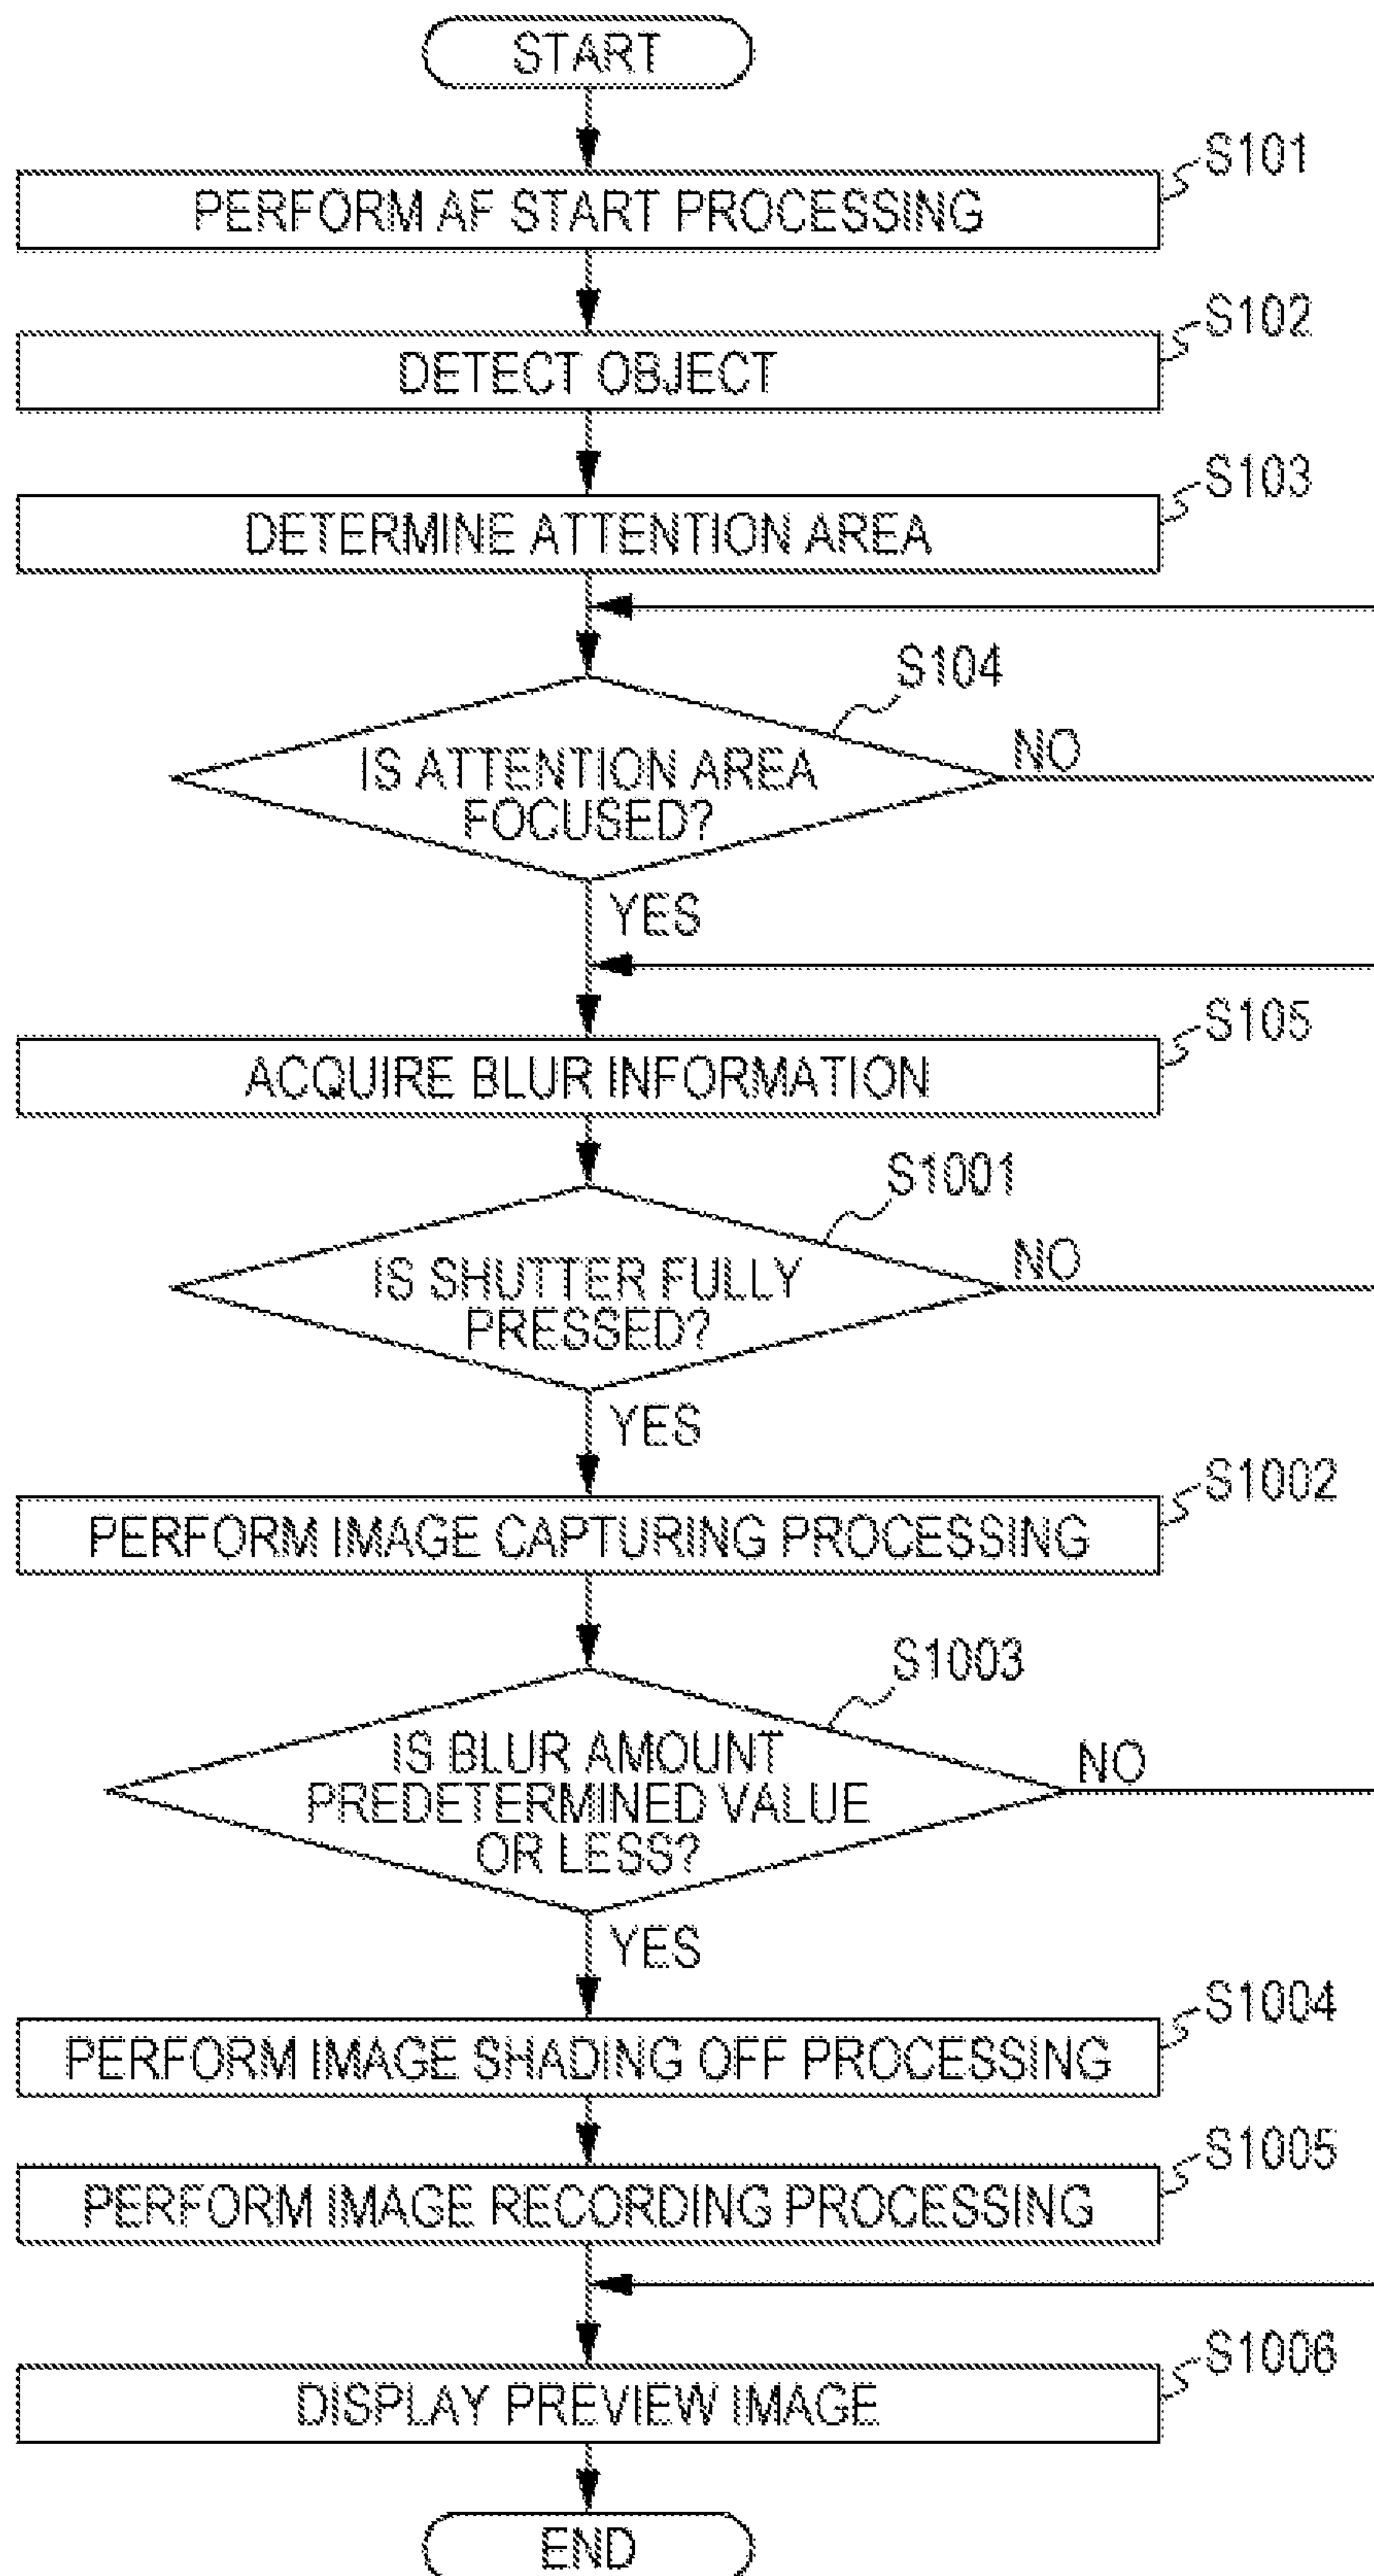 START
S101
PERFORM AF START PROCESSING
S102
DETECT OBJECT
S103
DETERMINE ATTENTION AREA
S104
IS ATTENTION AREA
FOCUSED?
NO
YES
S105
ACQUIRE BLUR INFORMATION
S1001
IS SHUTTER FULLY
PRESSED?
NO
YES
S1002
PERFORM IMAGE CAPTURING PROCESSING
S1003
IS BLUR AMOUNT
PREDETERMINED VALUE
OR LESS?
NO
YES
S1004
PERFORM IMAGE SHADING OFF PROCESSING
S1005
PERFORM IMAGE RECORDING PROCESSING
S1006
DISPLAY PREVIEW IMAGE
END